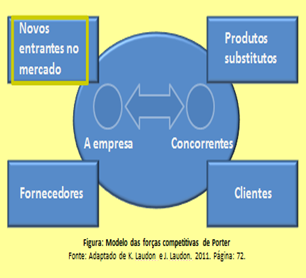 Novos
entrantes no
mercado
Produtos
substitutos
A empresa
Concorrentes
Fornecedores
Clientes
Figura: Modelo das forças competitivas de Porter
Fonte: Adaptado de K. Laudon e J. Laudon. 2011. Página: 72.